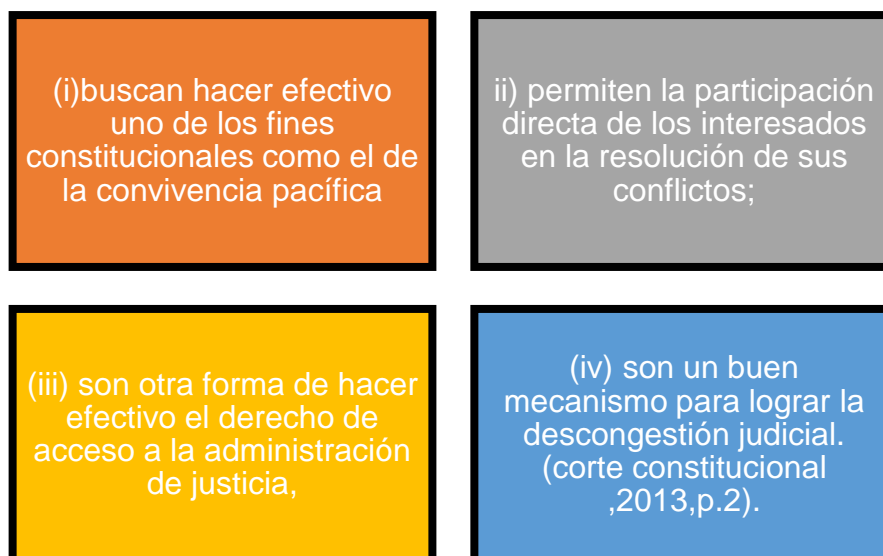 (i)buscan hacer efectivo
uno de los fines
constitucionales como el de
la convivencia pacífica
ii) permiten la participación
directa de los interesados
en la resolución de sus
conflictos;
(iii) son otra forma de hacer
efectivo el derecho de
acceso a la administración
de justicia,
(iv) son un buen
mecanismo para lograr la
descongestión judicial.
(corte constitucional
,2013,p.2).